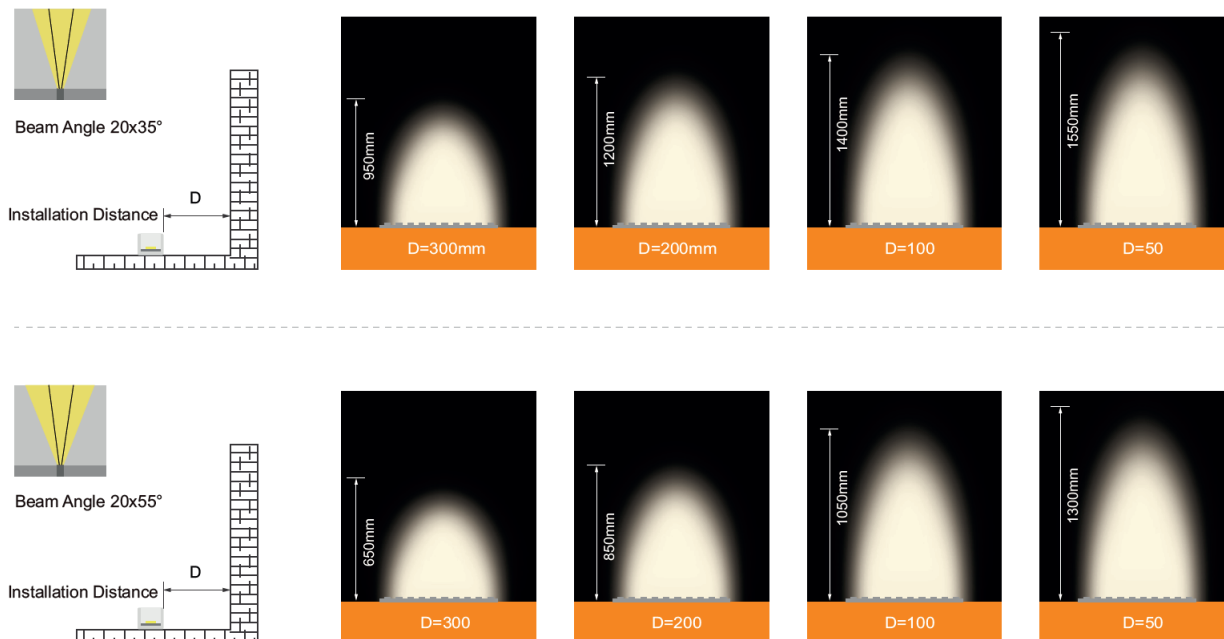 Beam Angle 20x35°
Installation Distance
D
950mm
D=300mm
1200mm
D=200mm
1400mm
D=100
1550mm
D=50
Beam Angle 20x55°
Installation Distance
D
650mm
D=300
850mm
D=200
1050mm
D=100
1300mm
D=50